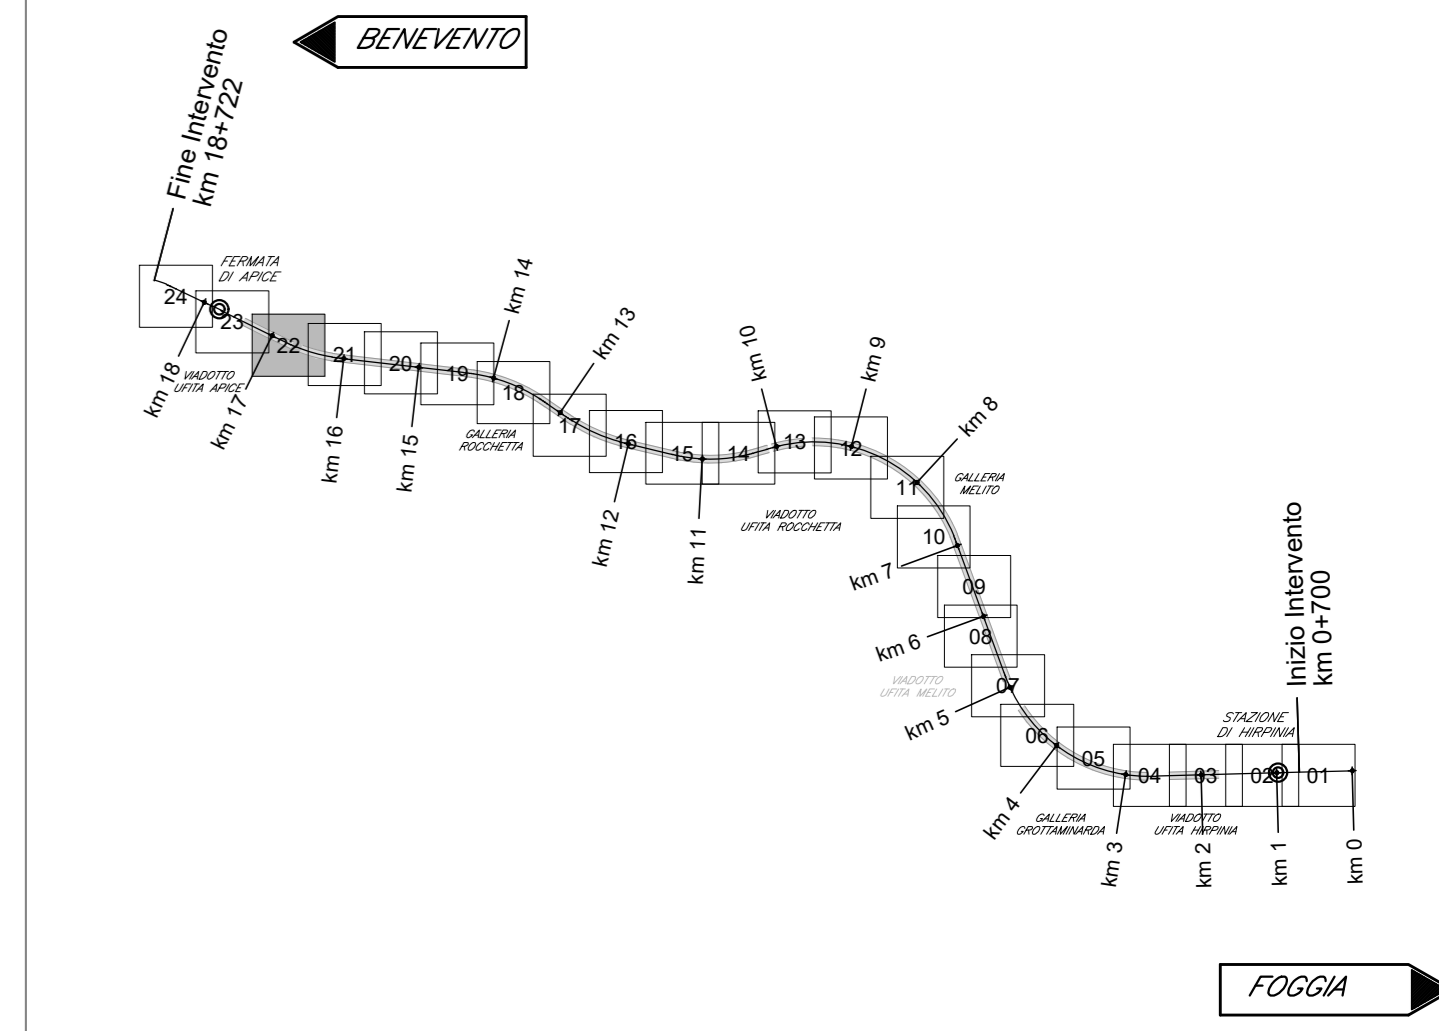 BENEVENTO
Fine Intervento
km 18+722
FERMATA
DI APICE
24
23
22
21
20
19
18
17
16
15
14
13
12
11
10
09
08
07
06
05
04
03
02
01
km 18
VIADOTTO
UFITA APICE
km 17
km 16
km 15
km 14
GALLERIA
ROCCHETTA
km 13
km 12
km 11
km 10
VIADOTTO
UFITA ROCCHETTA
km 9
km 8
GALLERIA
MELITO
km 7
km 6
VIADOTTO
UFITA MELITO
km 5
km 4
GALLERIA
GROTTAMINARDA
km 3
VIADOTTO
UFITA HIRPINIA
km 2
STAZIONE
DI HIRPINIA
km 1
Inizio Intervento
km 0+700
km 0
FOGGIA